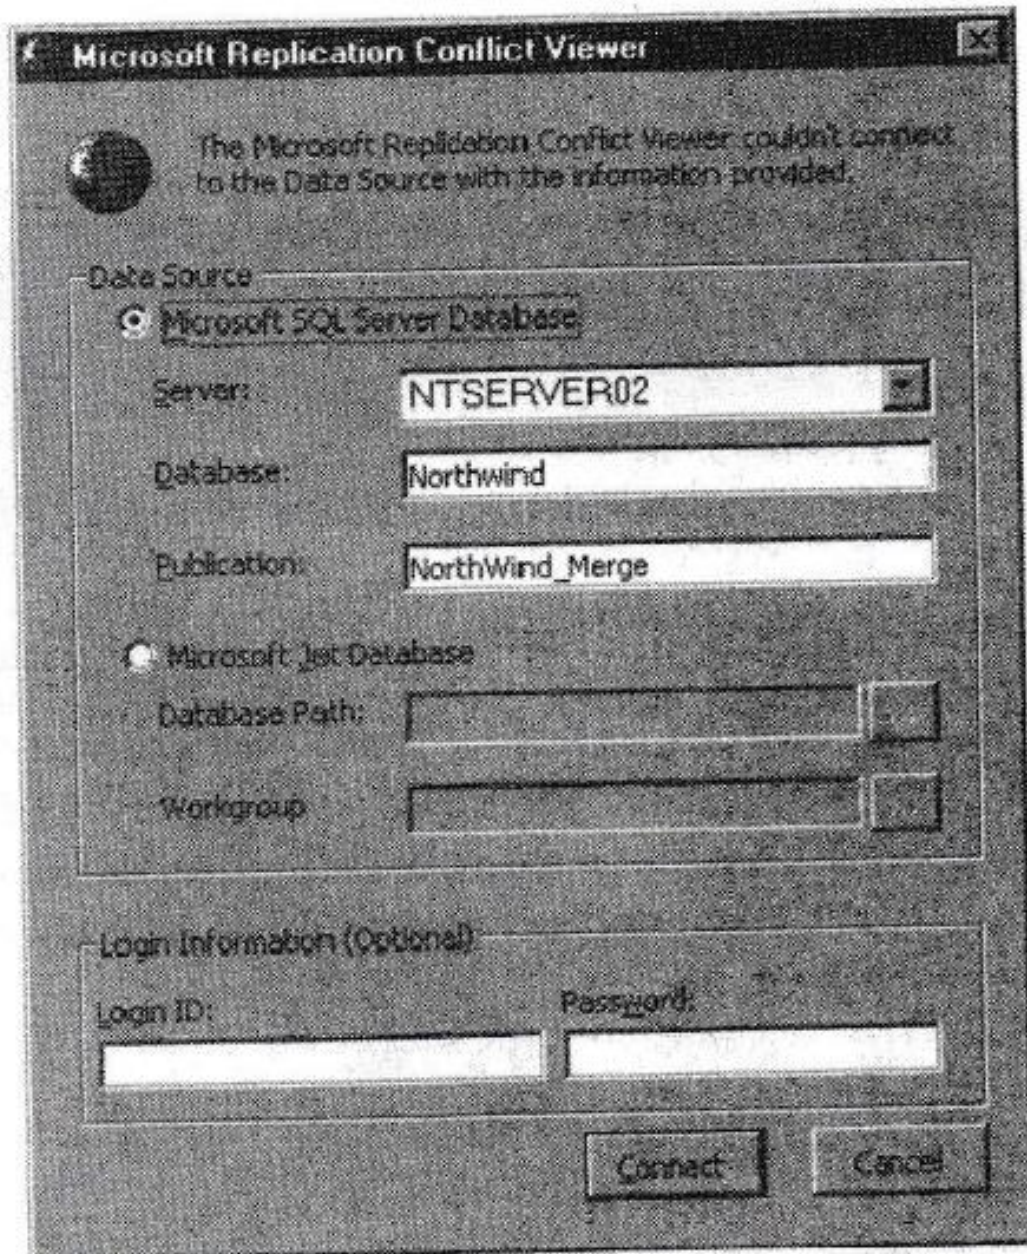 Microsoft Replication Conflict Viewer
The Microsoft Replidation Conflict Viewer couldn't connect
to the Data Source with the information provided.
Data Source
Microsoft SQL Server Database
Server:
NTSERVER02
Database:
Northwind
Publication:
NorthWind_Merge
Microsoft Jet Database
Database Path:
Workgroup
Login Information (Optional)
Login ID:
Password:
Connect
Cancel